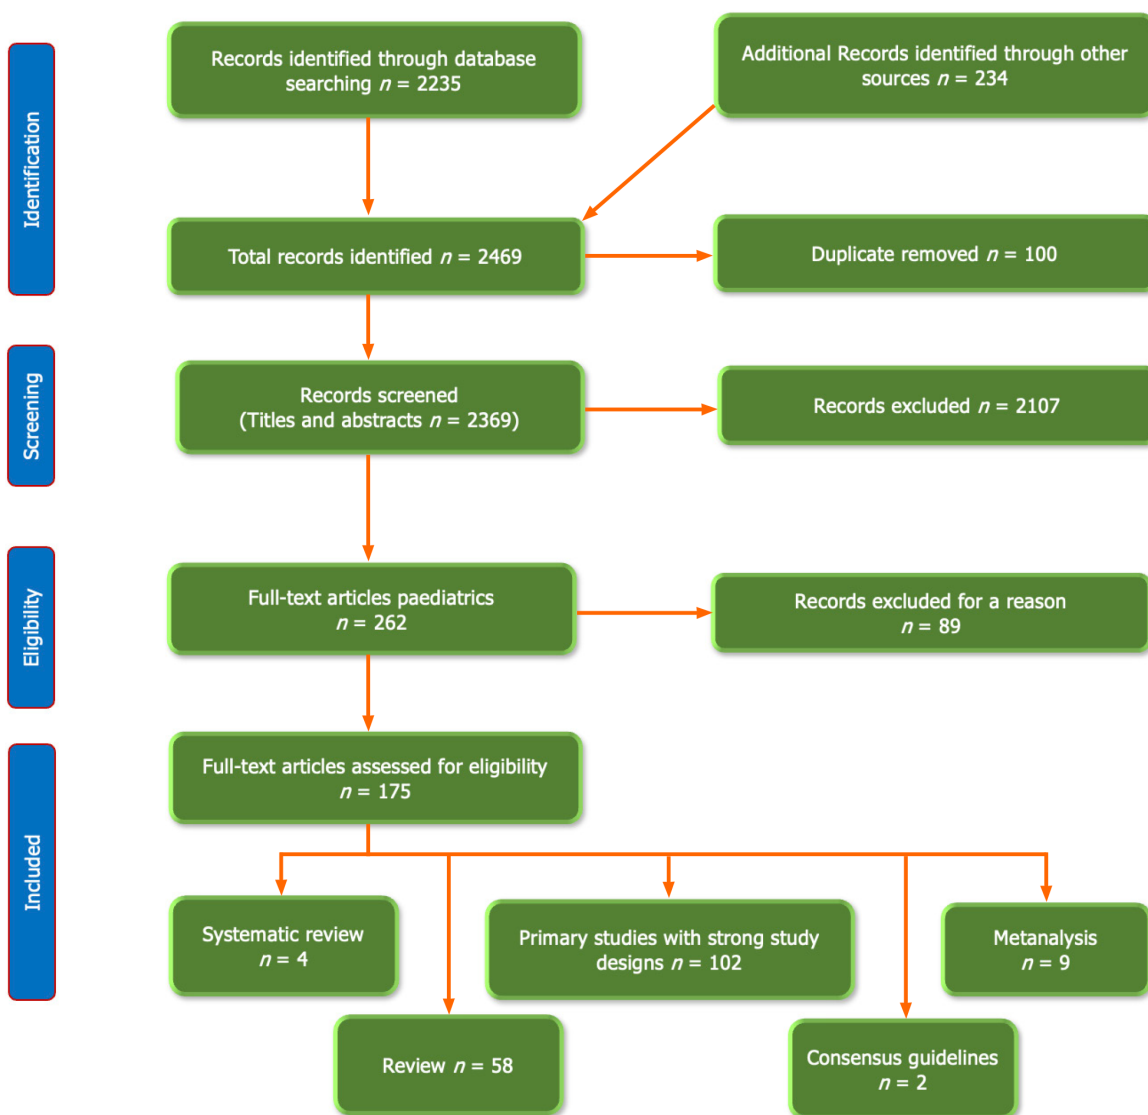 Identification
Records identified through database
searching n = 2235
Additional Records identified through other
sources n = 234
Total records identified n = 2469
Duplicate removed n = 100
Screening
Records screened
(Titles and abstracts n = 2369)
Records excluded n = 2107
Eligibility
Full-text articles paediatrics
n = 262
Records excluded for a reason
n = 89
Included
Full-text articles assessed for eligibility
n = 175
Systematic review
n = 4
Primary studies with strong study
designs n = 102
Metanalysis
n = 9
Review n = 58
Consensus guidelines
n = 2